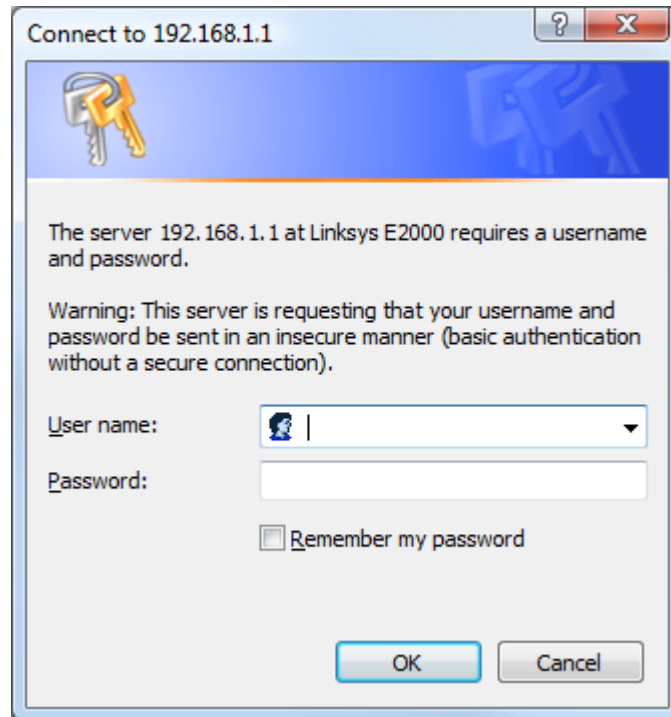 Connect to 192.168.1.1
The server 192.168.1.1 at Linksys E2000 requires a username
and password.
Warning: This server is requesting that your username and
password be sent in an insecure manner (basic authentication
without a secure connection).
User name:
Password:
Remember my password
OK
Cancel